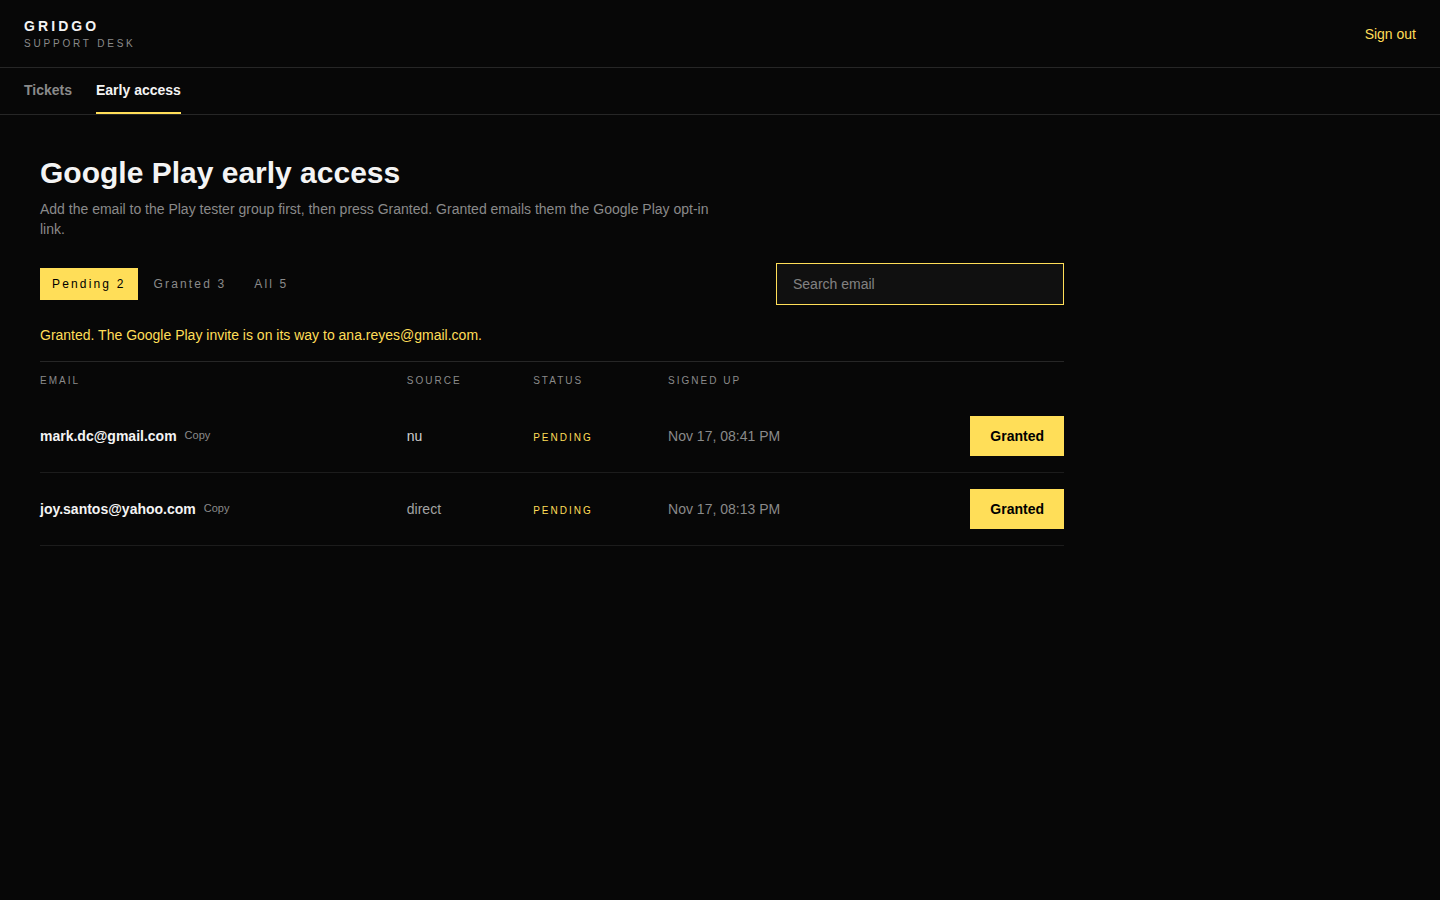 GRIDGO
SUPPORT DESK
Sign out
Tickets
Early access
Google Play early access
Add the email to the Play tester group first, then press Granted. Granted emails them the Google Play opt-in
link.
Pending 2
Granted 3
All 5
Search email
Granted. The Google Play invite is on its way to ana.reyes@gmail.com.
EMAIL SOURCE STATUS SIGNED UP
mark.dc@gmail.com Copy nu PENDING Nov 17, 08:41 PM Granted
joy.santos@yahoo.com Copy direct PENDING Nov 17, 08:13 PM Granted